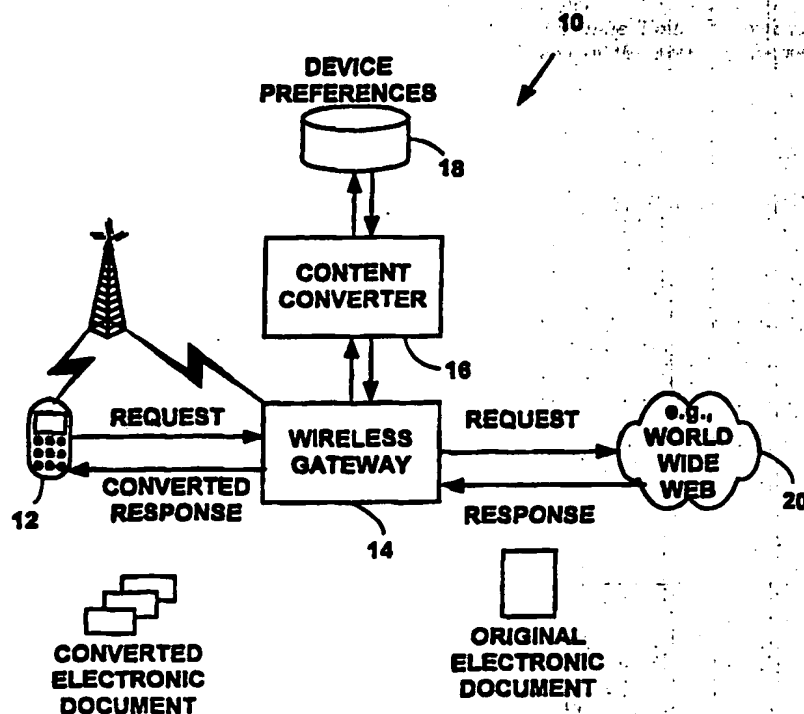 10
DEVICE
PREFERENCES
18
CONTENT
CONVERTER
16
REQUEST
WIRELESS
GATEWAY
REQUEST
e.g.,
WORLD
WIDE
WEB
CONVERTED
RESPONSE
RESPONSE
12
14
20
CONVERTED
ELECTRONIC
DOCUMENT
ORIGINAL
ELECTRONIC
DOCUMENT